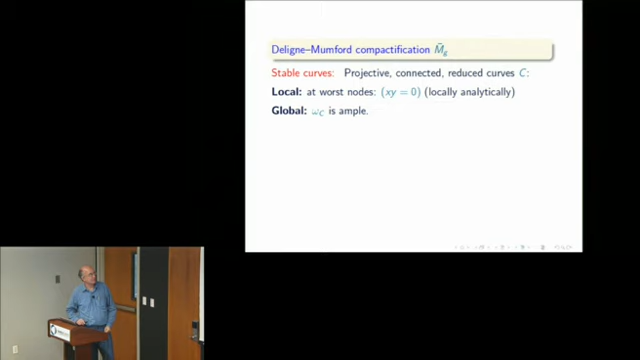 Deligne–Mumford compactification M̄g
Stable curves: Projective, connected, reduced curves C:
Local: at worst nodes: (xy = 0) (locally analytically)
Global: ωC is ample.